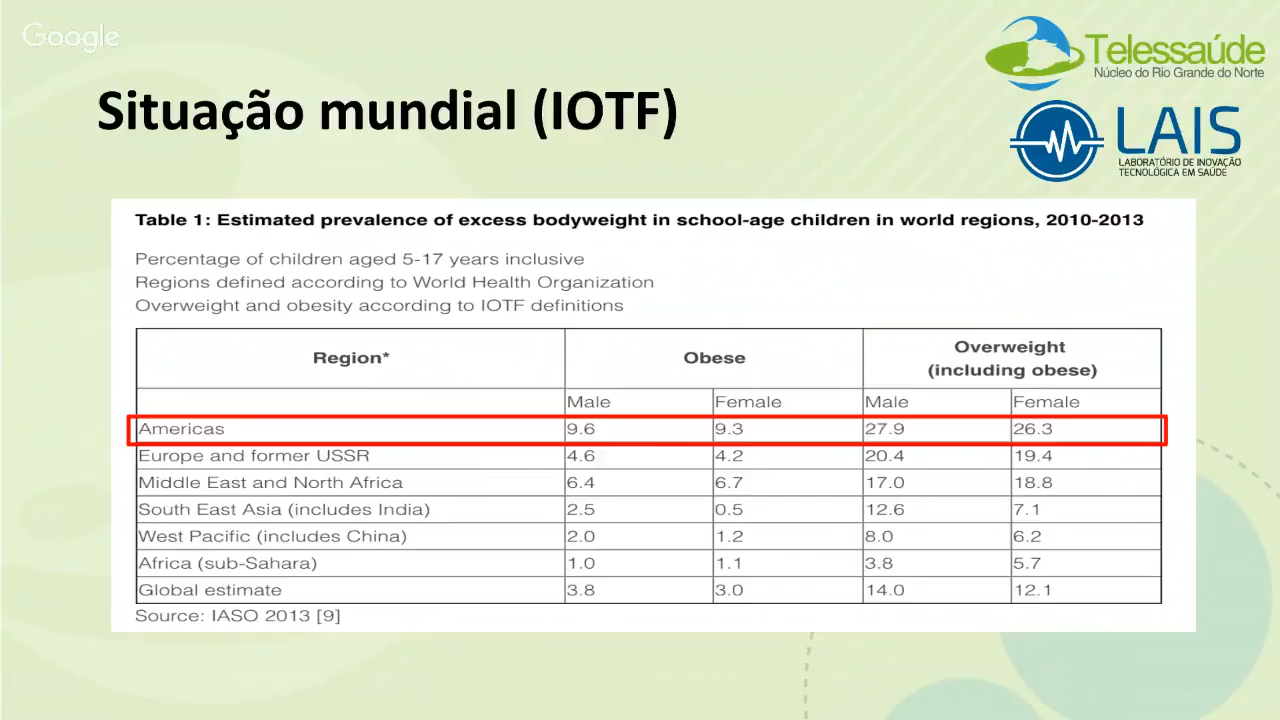 Google
Telessaúde
Núcleo do Rio Grande do Norte
Situação mundial (IOTF)
LAIS
LABORATÓRIO DE INOVAÇÃO
TECNOLÓGICA EM SAÚDE
Table 1: Estimated prevalence of excess bodyweight in school-age children in world regions, 2010-2013
Percentage of children aged 5-17 years inclusive
Regions defined according to World Health Organization
Overweight and obesity according to IOTF definitions
Region* Obese Overweight
(including obese)
Male Female Male Female
Americas 9.6 9.3 27.9 26.3
Europe and former USSR 4.6 4.2 20.4 19.4
Middle East and North Africa 6.4 6.7 17.0 18.8
South East Asia (includes India) 2.5 0.5 12.6 7.1
West Pacific (includes China) 2.0 1.2 8.0 6.2
Africa (sub-Sahara) 1.0 1.1 3.8 5.7
Global estimate 3.8 3.0 14.0 12.1
Source: IASO 2013 [9]